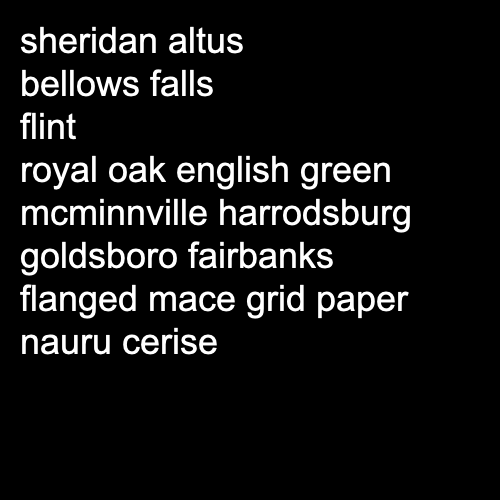 sheridan altus
bellows falls
flint
royal oak english green
mcminnville harrodsburg
goldsboro fairbanks
flanged mace grid paper
nauru cerise